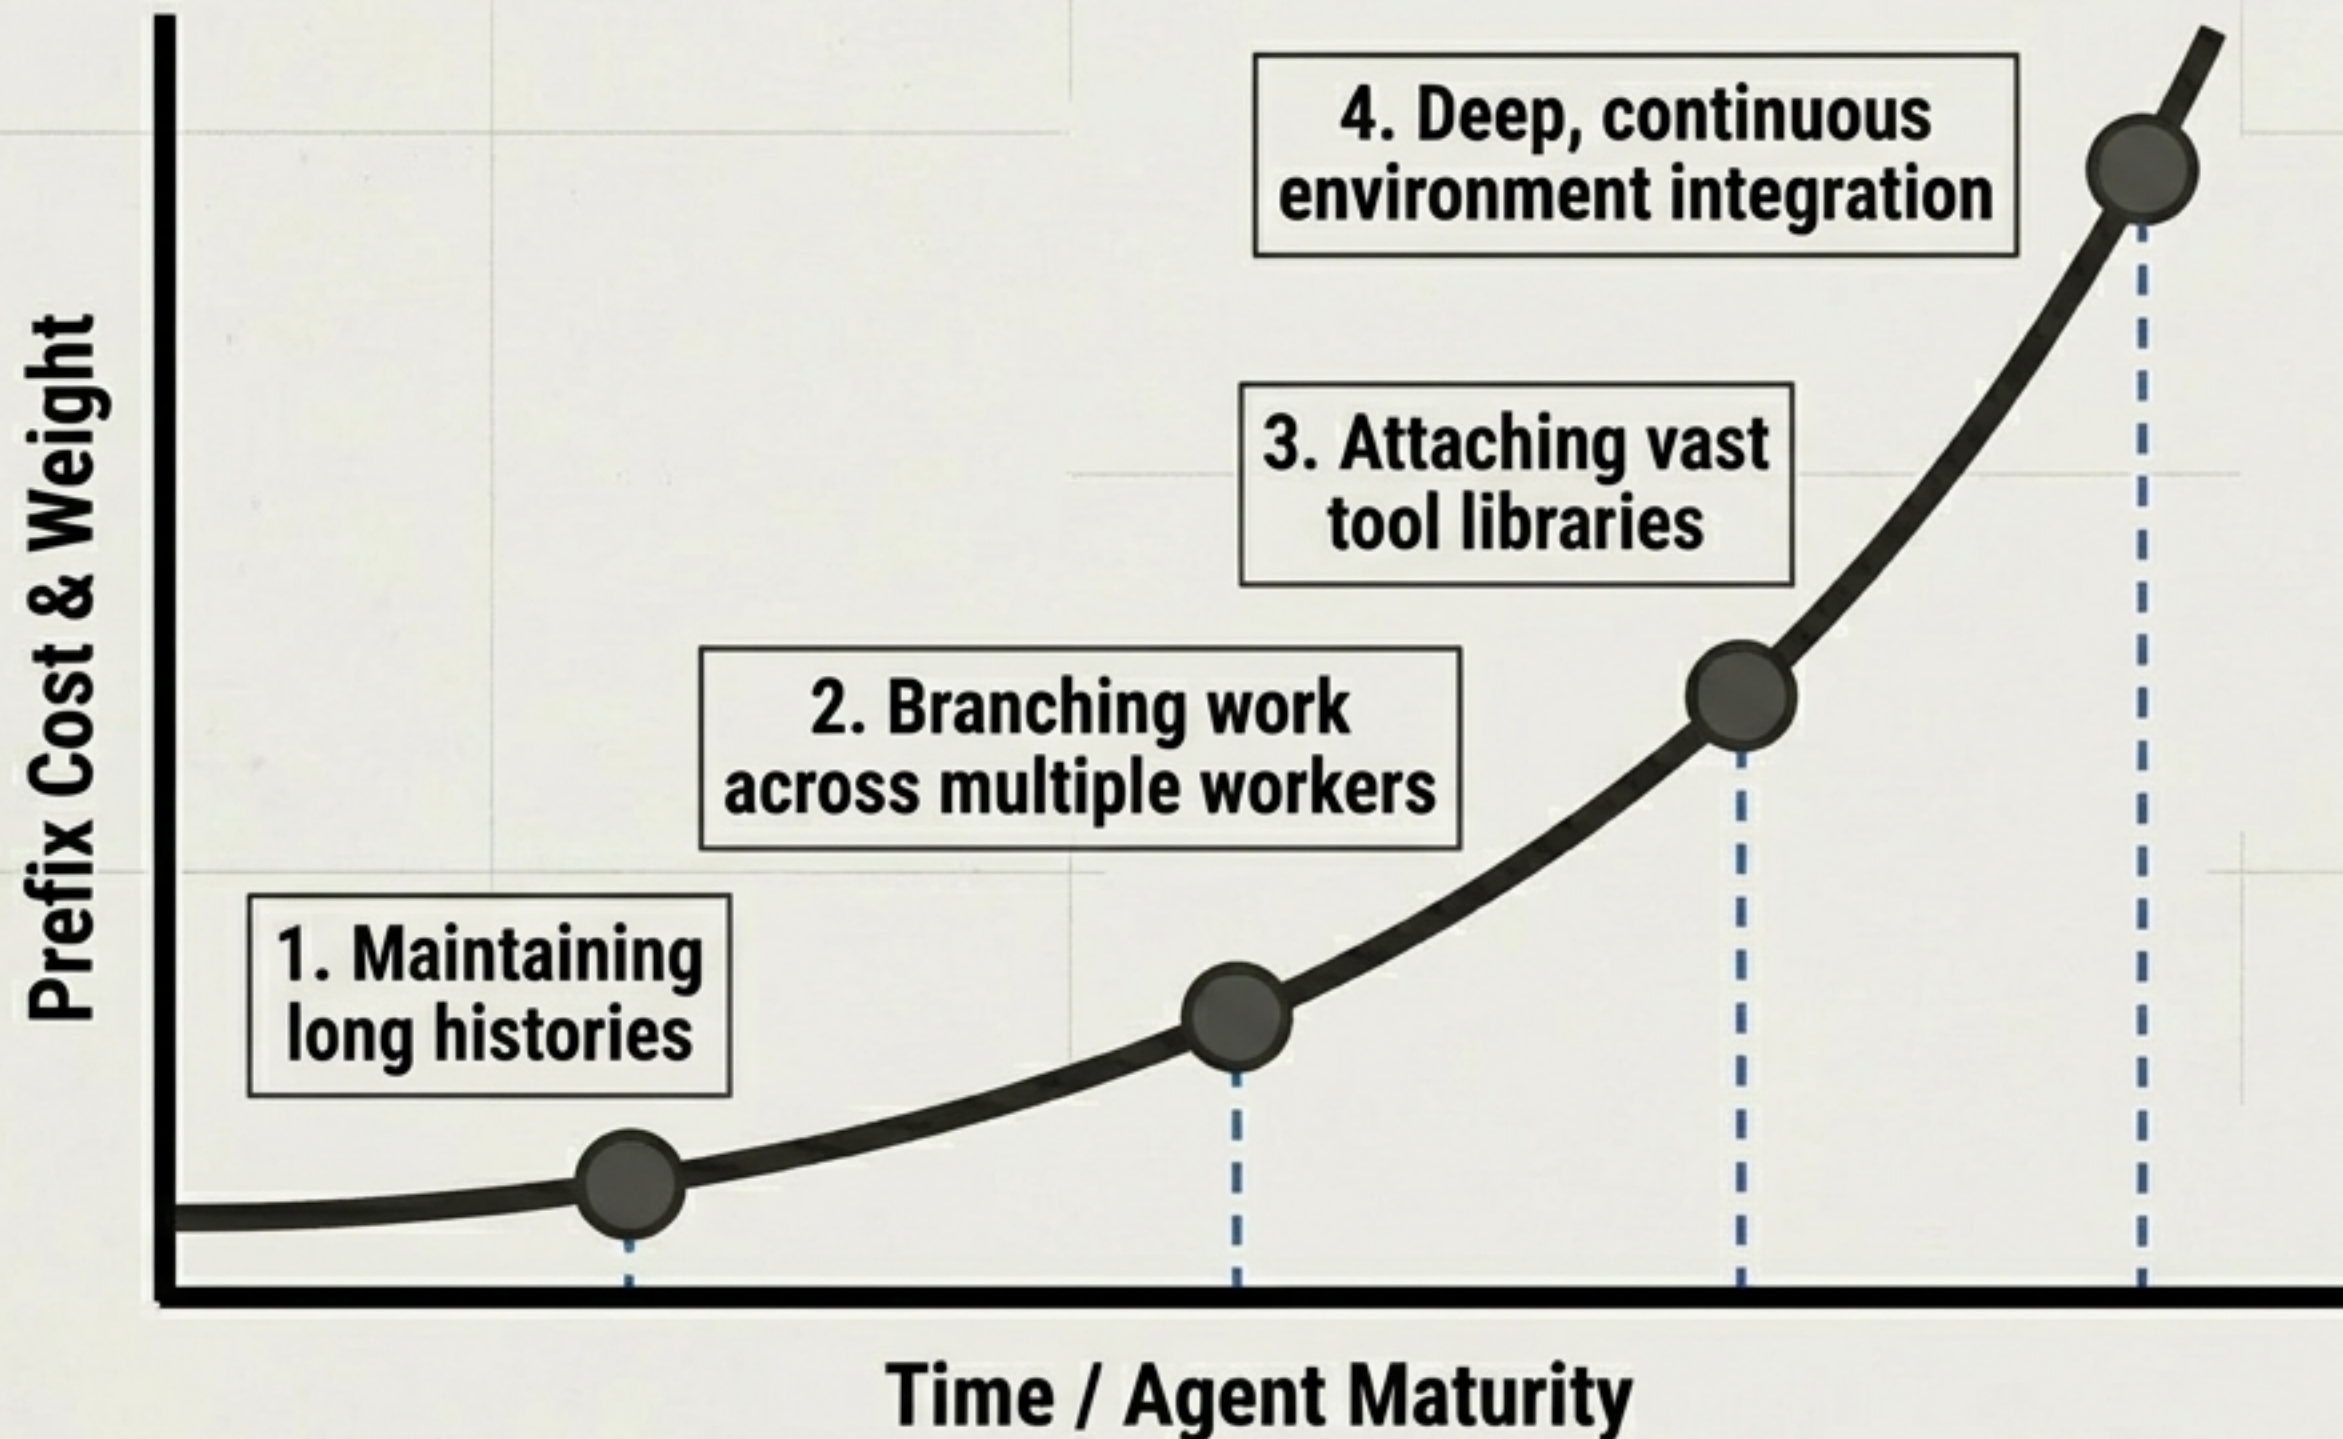 Prefix Cost & Weight
1. Maintaining
long histories
2. Branching work
across multiple workers
3. Attaching vast
tool libraries
4. Deep, continuous
environment integration
Time / Agent Maturity